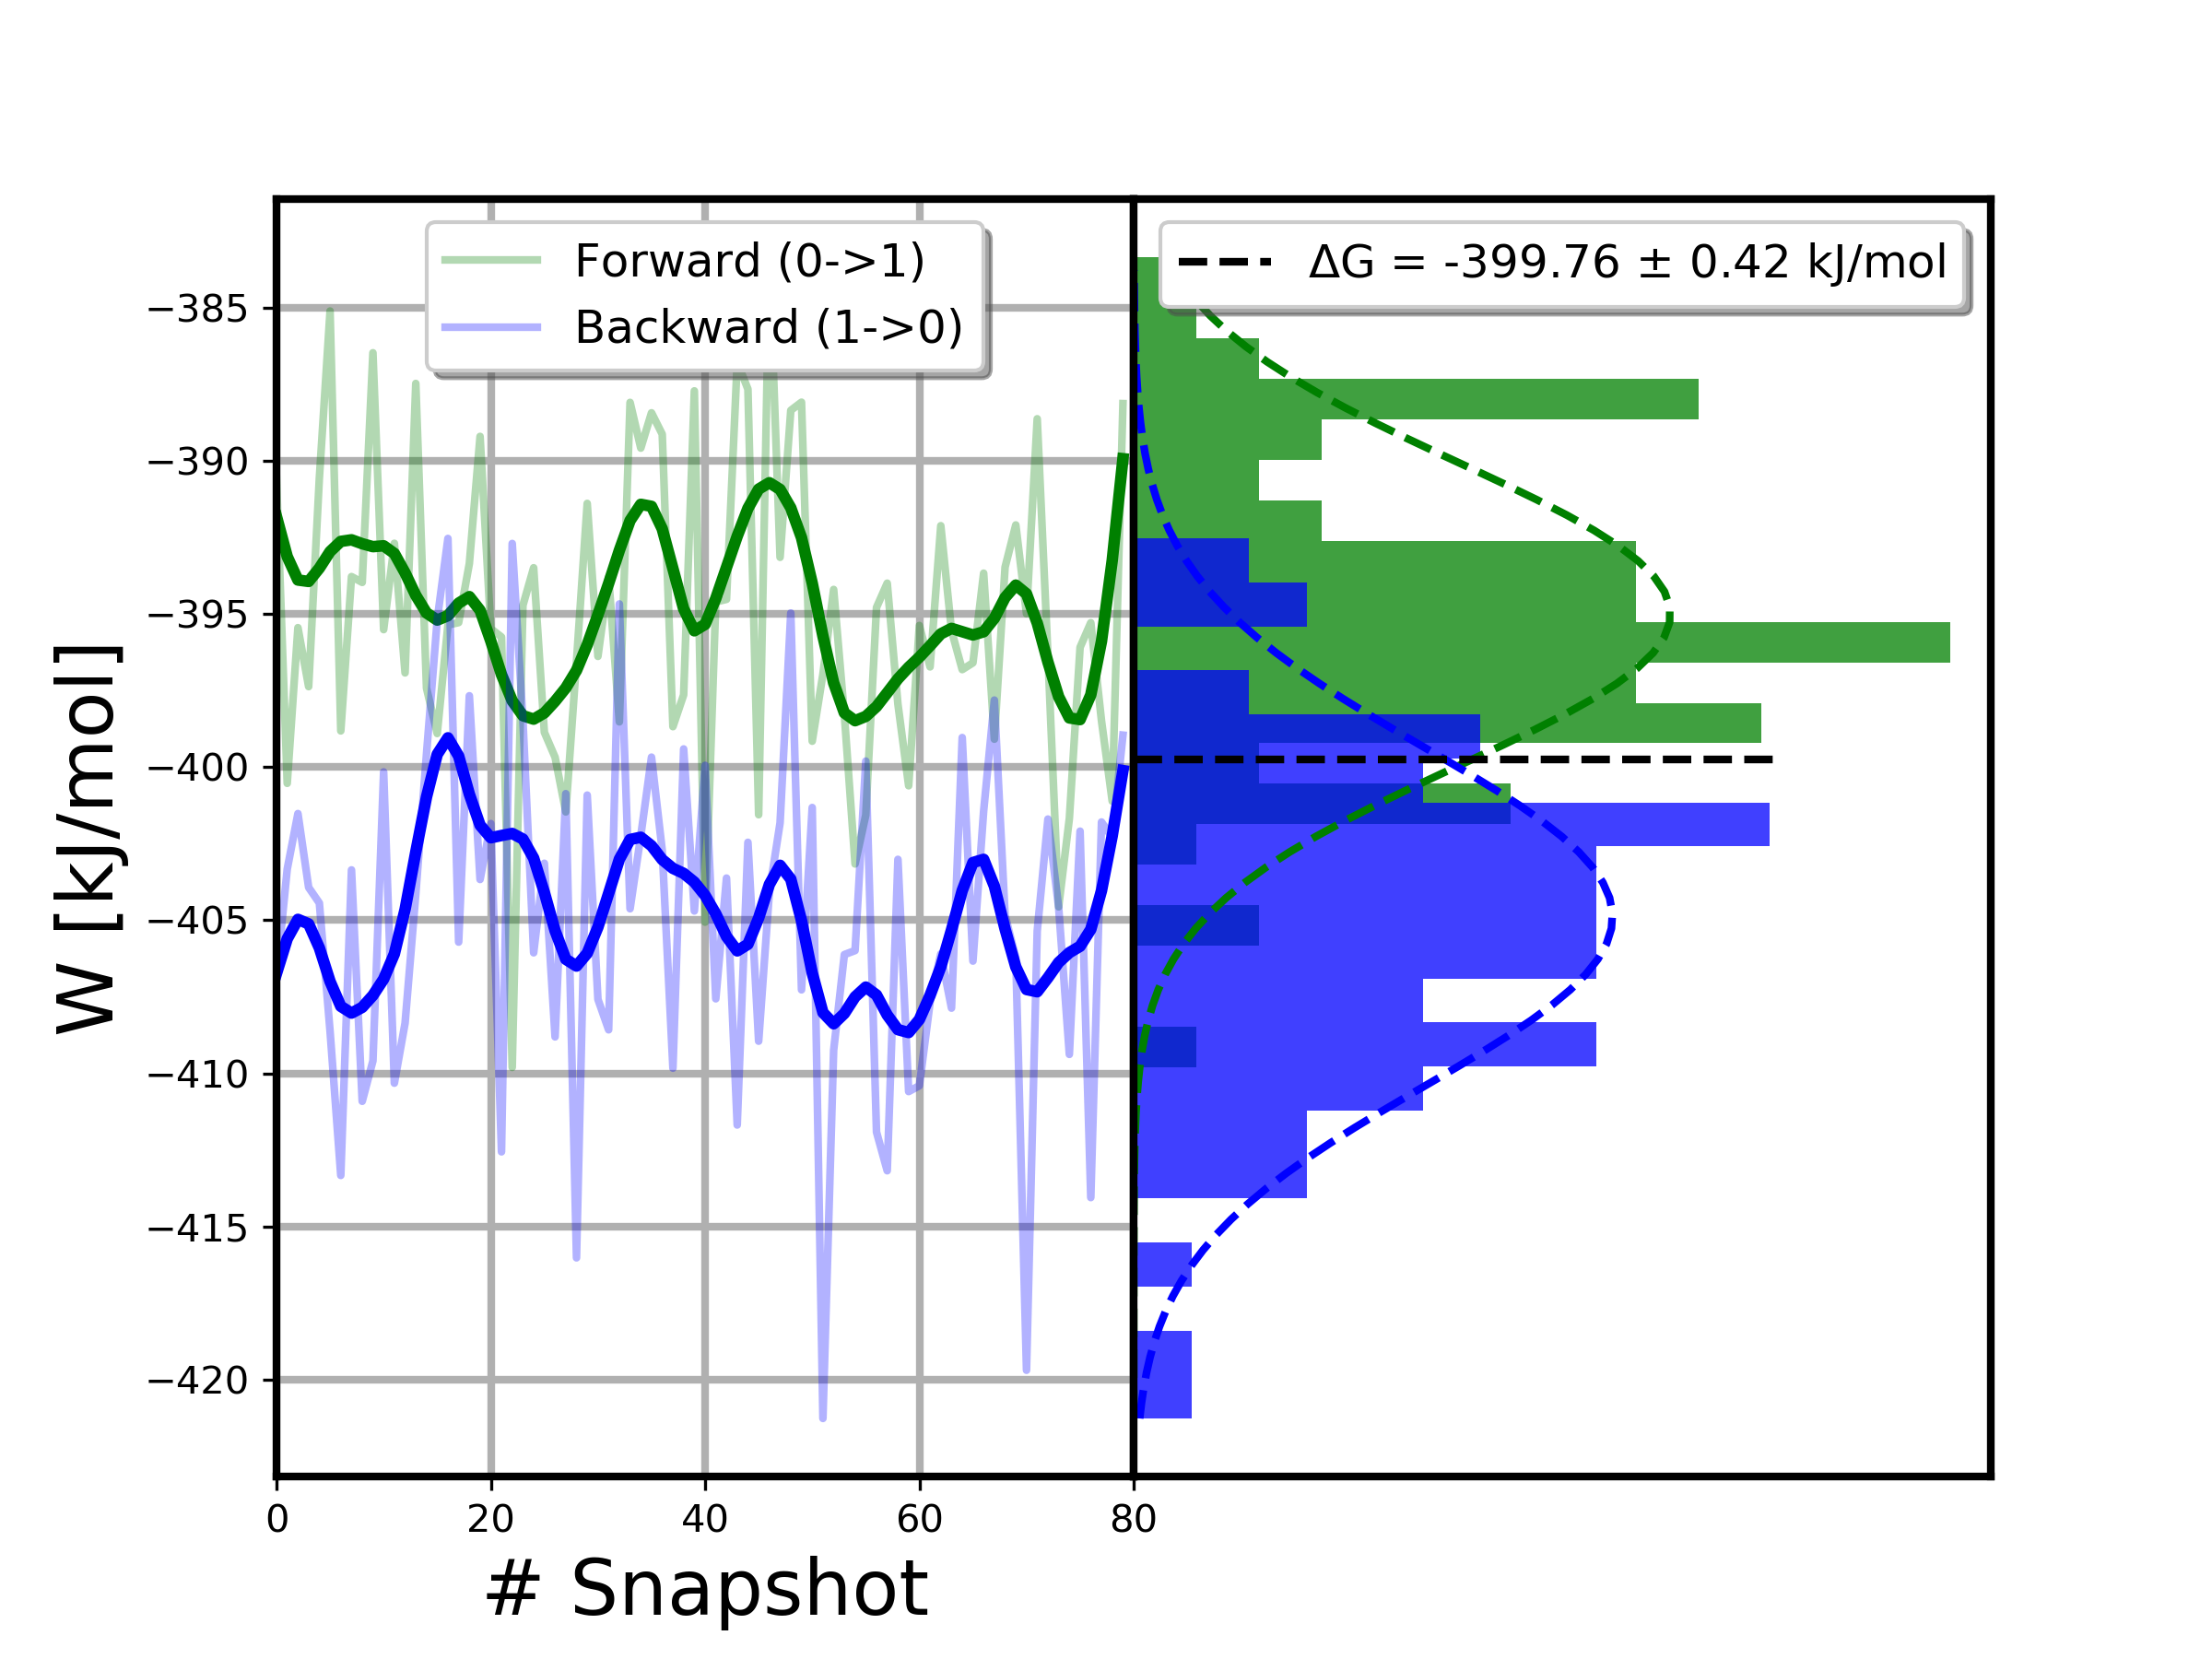 Forward (0->1)
Backward (1->0)
ΔG = -399.76 ± 0.42 kJ/mol
W [kJ/mol]
−385
−390
−395
−400
−405
−410
−415
−420
0 20 40 60 80
# Snapshot